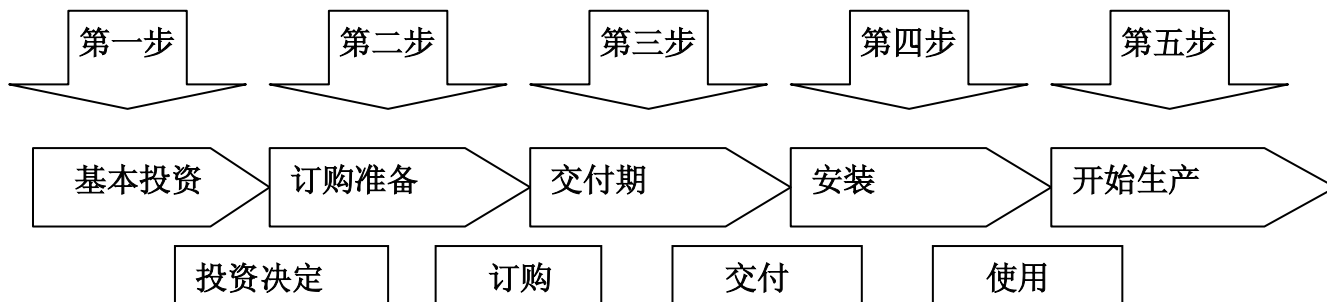 第一步 第二步 第三步 第四步 第五步
基本投资 订购准备 交付期 安装 开始生产
投资决定 订购 交付 使用